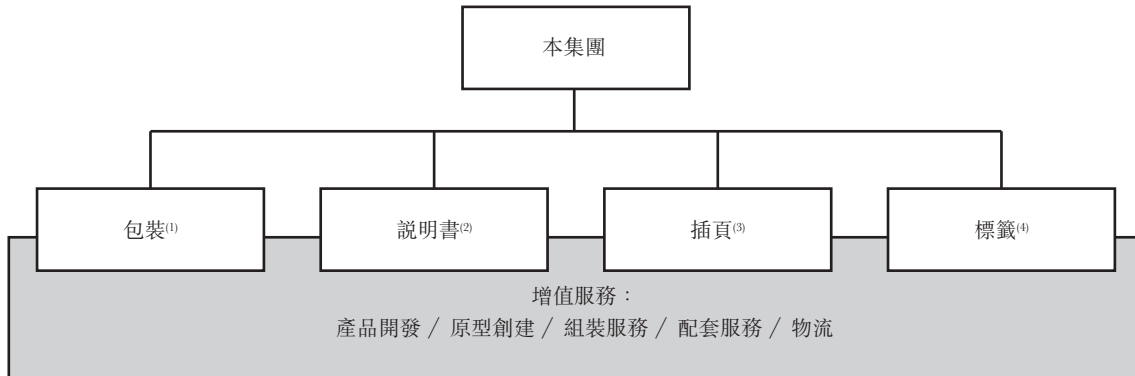 本集團
包裝(1)
説明書(2)
插頁(3)
標籤(4)
增值服務：
產品開發 / 原型創建 / 組裝服務 / 配套服務 / 物流